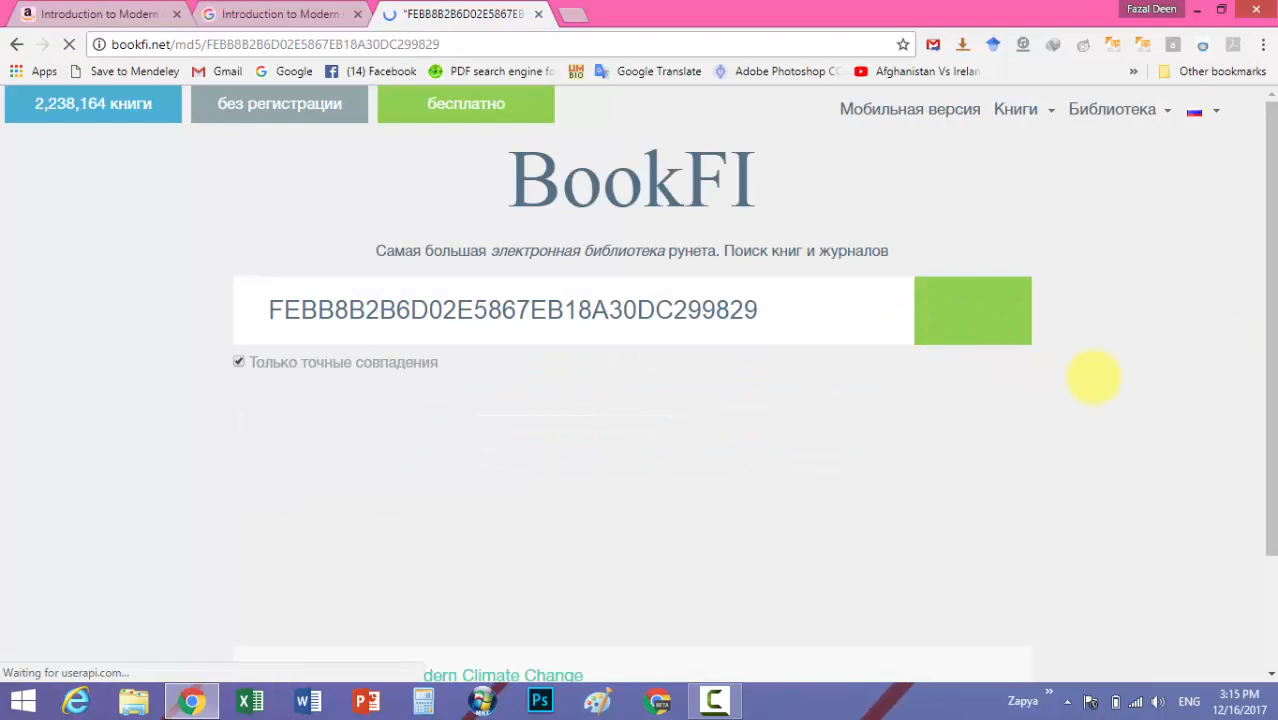 Introduction to Modern
Introduction to Modern
"FEBB8B2B6D02E5867EB
Fazal Deen
bookfi.net/md5/FEBB8B2B6D02E5867EB18A30DC299829
Apps
Save to Mendeley
Gmail
Google
(14) Facebook
PDF search engine fo
Google Translate
Adobe Photoshop CC
Afghanistan Vs Irelan
»
Other bookmarks
2,238,164 книги
без регистрации
бесплатно
Мобильная версия
Книги
Библиотека
BookFI
Самая большая электронная библиотека рунета. Поиск книг и журналов
FEBB8B2B6D02E5867EB18A30DC299829
Только точные совпадения
Waiting for userapi.com...
dern Climate Change
Zapya
»
ENG
3:15 PM
12/16/2017